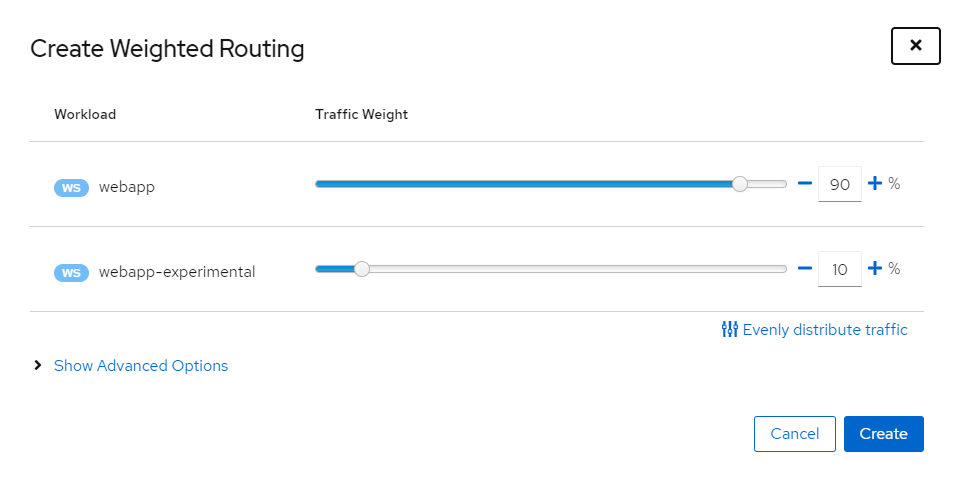 Create Weighted Routing
Workload Traffic Weight
WS webapp 90 %
WS webapp-experimental 10 %
Evenly distribute traffic
Show Advanced Options
Cancel Create